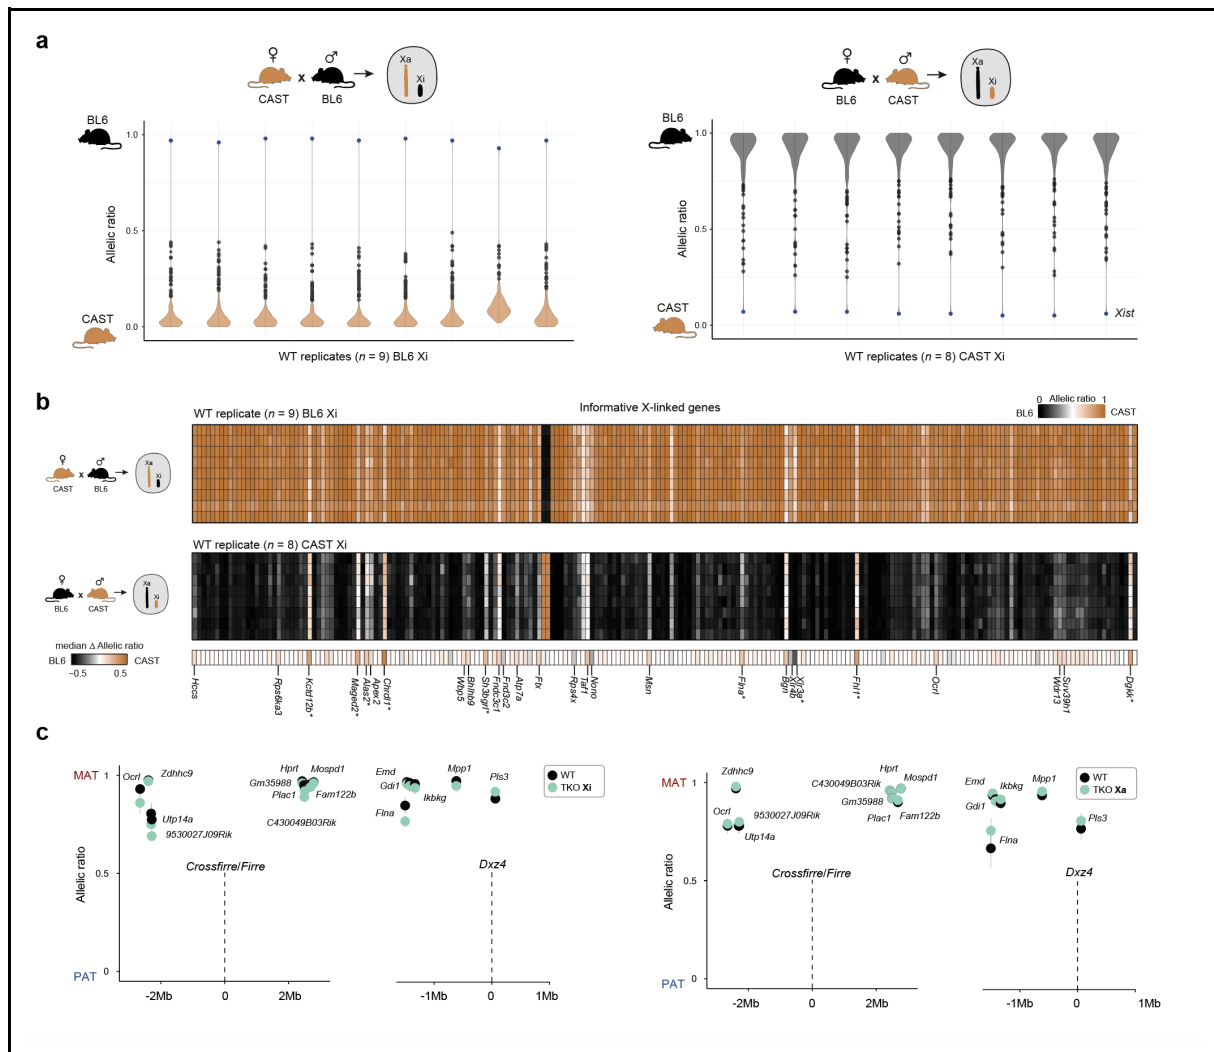 a
♀ ♂
x
CAST BL6
Xa
Xi
BL6
1.0
0.5
0.0
Allelic ratio
CAST
WT replicates (n = 9) BL6 Xi
♀ ♂
x
BL6 CAST
Xa
Xi
BL6
1.0
0.5
0.0
Allelic ratio
CAST
Xist
WT replicates (n = 8) CAST Xi
b
WT replicate (n = 9) BL6 Xi
Informative X-linked genes
0 Allelic ratio 1
BL6 CAST
♀ ♂
x
CAST BL6
Xa
Xi
WT replicate (n = 8) CAST Xi
♀ ♂
x
BL6 CAST
Xa
Xi
median Δ Allelic ratio
BL6 CAST
−0.5 0.5
Hccs
Rps6ka3
Kctd12b*
Maged2*
Alas2*
Apex2
Chrdl1*
Wbp5
Bhlhb9
Sh3bgrl*
Fndc3c1
Fnd3c2
Atp7a
Ftx
Rps4x
Taf1
Nono
Msn
Flna*
Bgn
Xlr4b
Xlr3a*
Fhl1*
Ocrl
Wdr13
Suv39h1
Dgkk*
c
MAT
1
0.5
0
PAT
Allelic ratio
Ocrl
Zdhhc9
Utp14a
9530027J09Rik
Hprt
Mospd1
Gm35988
Plac1
Fam122b
C430049B03Rik
Crossfirre/Firre
-2Mb 0 2Mb
Emd
Gdi1
Flna
Ikbkg
Mpp1
Pls3
Dxz4
-1Mb 0 1Mb
WT
TKO Xi
MAT
1
0.5
0
PAT
Allelic ratio
Zdhhc9
Ocrl
9530027J09Rik
Utp14a
Hprt
Mospd1
C430049B03Rik
Gm35988
Plac1
Fam122b
Crossfirre/Firre
-2Mb 0 2Mb
Emd
Gdi1
Ikbkg
Mpp1
Flna
Pls3
Dxz4
-1Mb 0 1Mb
WT
TKO Xa